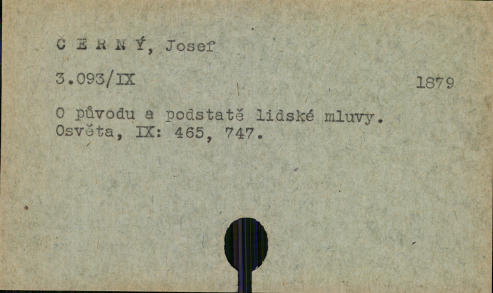 C E R N Ý, Josef
3.093/IX 1879
O původu a podstatě lidské mluvy.
Osvěta, IX: 465, 747.